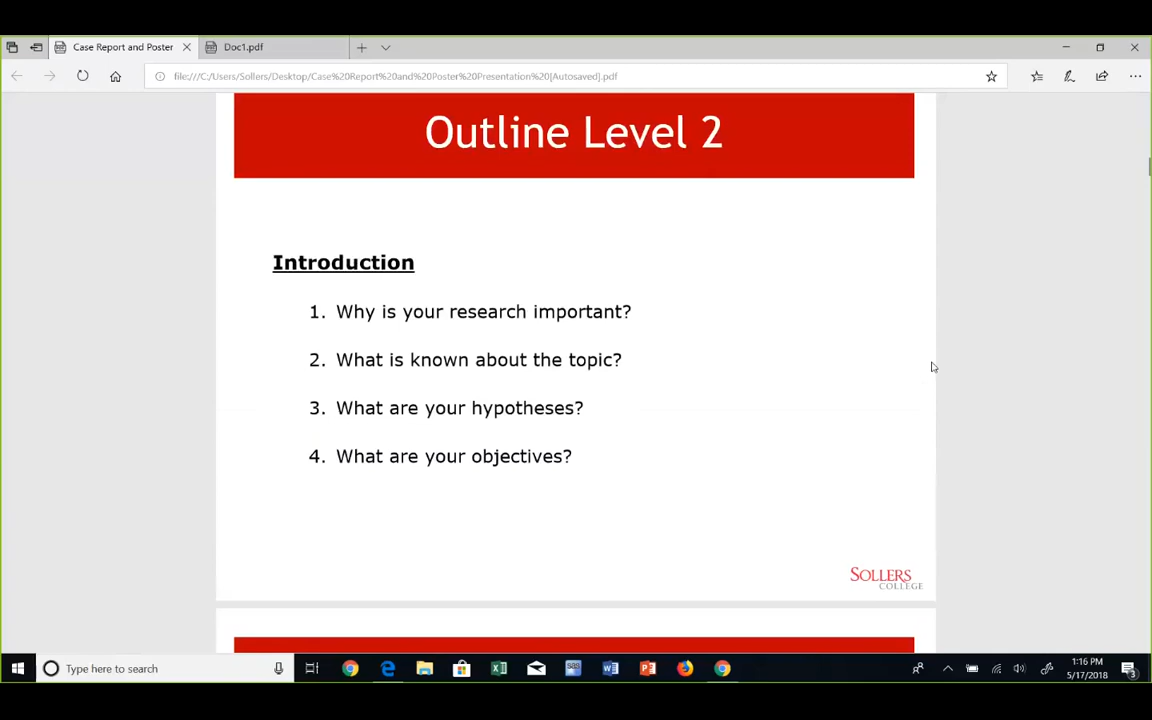 Case Report and Poster
Doc1.pdf
file:///C:/Users/Sollers/Desktop/Case%20Report%20and%20Poster%20Presentation%20[Autosaved].pdf
Outline Level 2
Introduction
1. Why is your research important?
2. What is known about the topic?
3. What are your hypotheses?
4. What are your objectives?
SOLLERS
COLLEGE
Type here to search
1:16 PM
5/17/2018